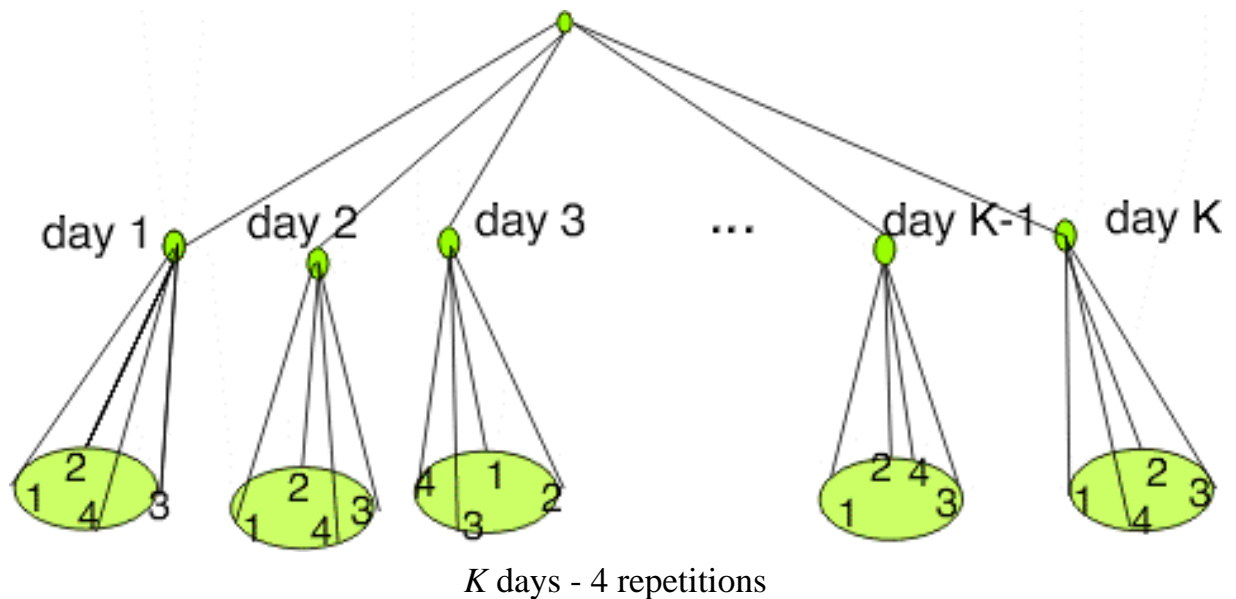 day 1 day 2 day 3 ... day K-1 day K
2 2 4 1 2 4 2
1 4 3 1 4 3 3 2 1 3 1 4 3
K days - 4 repetitions